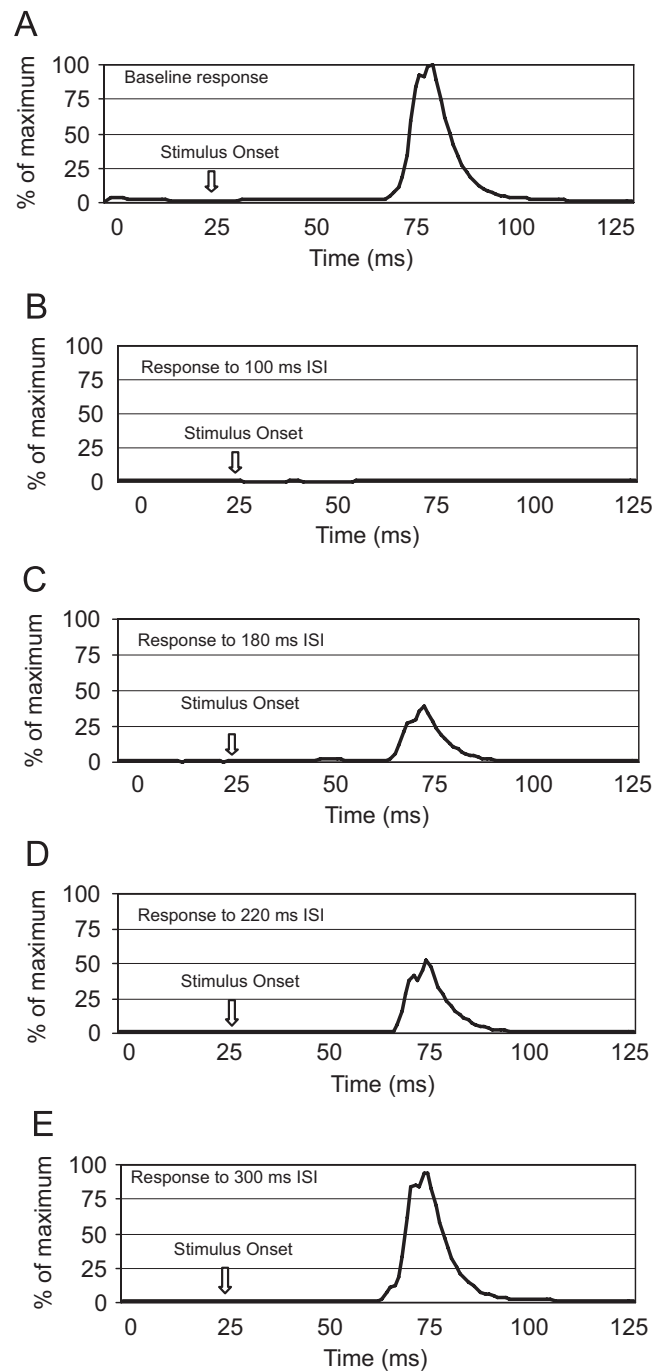 A
% of maximum
100
75
50
25
0
Baseline response
Stimulus Onset
0 25 50 75 100 125
Time (ms)
B
% of maximum
100
75
50
25
0
Response to 100 ms ISI
Stimulus Onset
0 25 50 75 100 125
Time (ms)
C
% of maximum
100
75
50
25
0
Response to 180 ms ISI
Stimulus Onset
0 25 50 75 100 125
Time (ms)
D
% of maximum
100
75
50
25
0
Response to 220 ms ISI
Stimulus Onset
0 25 50 75 100 125
Time (ms)
E
% of maximum
100
75
50
25
0
Response to 300 ms ISI
Stimulus Onset
0 25 50 75 100 125
Time (ms)